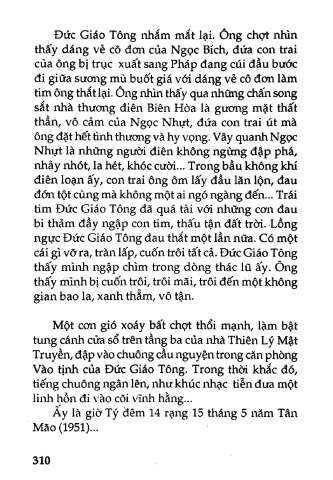 Đức Giáo Tông nhắm mắt lại. Ông chợt nhìn
thấy dáng vẻ cô đơn của Ngọc Bích, đứa con trai
của ông bị trục xuất sang Pháp đang cúi đầu bước
đi giữa sương mù buốt giá với dáng vẻ cô đơn làm
tim ông thắt lại. Ông nhìn thấy qua những chấn song
sắt nhà thương điên Biên Hòa là gương mặt thất
thần, vô cảm của Ngọc Nhựt, đứa con trai út mà
ông đặt hết tình thương và hy vọng. Vây quanh Ngọc
Nhựt là những người điên không ngừng đập phá,
nhảy nhót, la hét, khóc cười... Trong bầu không khí
điên loạn ấy, con trai ông ôm lấy đầu lăn lộn, đau
đớn tột cùng mà không một ai ngó ngàng đến... Trái
tim Đức Giáo Tông đã quá tải với những cơn đau
bi thảm đầy ngập con tim, thấu tận đất trời. Lồng
ngực Đức Giáo Tông đau thắt một lần nữa. Có một
cái gì vỡ ra, tràn lấp, cuốn trôi tất cả. Đức Giáo Tông
thấy mình ngập chìm trong dòng thác lũ ấy. Ông
thấy mình bị cuốn trôi, trôi mãi, trôi đến một không
gian bao la, xanh thẳm, vô tận.
Một cơn gió xoáy bất chợt thổi mạnh, làm bật
tung cánh cửa sổ trên tầng ba của nhà Thiên Lý Mật
Truyền, đập vào chuông cầu nguyện trong căn phòng
Vào tịnh của Đức Giáo Tông. Trong thời khắc đó,
tiếng chuông ngân lên, như khúc nhạc tiễn đưa một
linh hồn đi vào cõi vĩnh hằng...
Ấy là giờ Tý đêm 14 rạng 15 tháng 5 năm Tân
Mão (1951)...
310